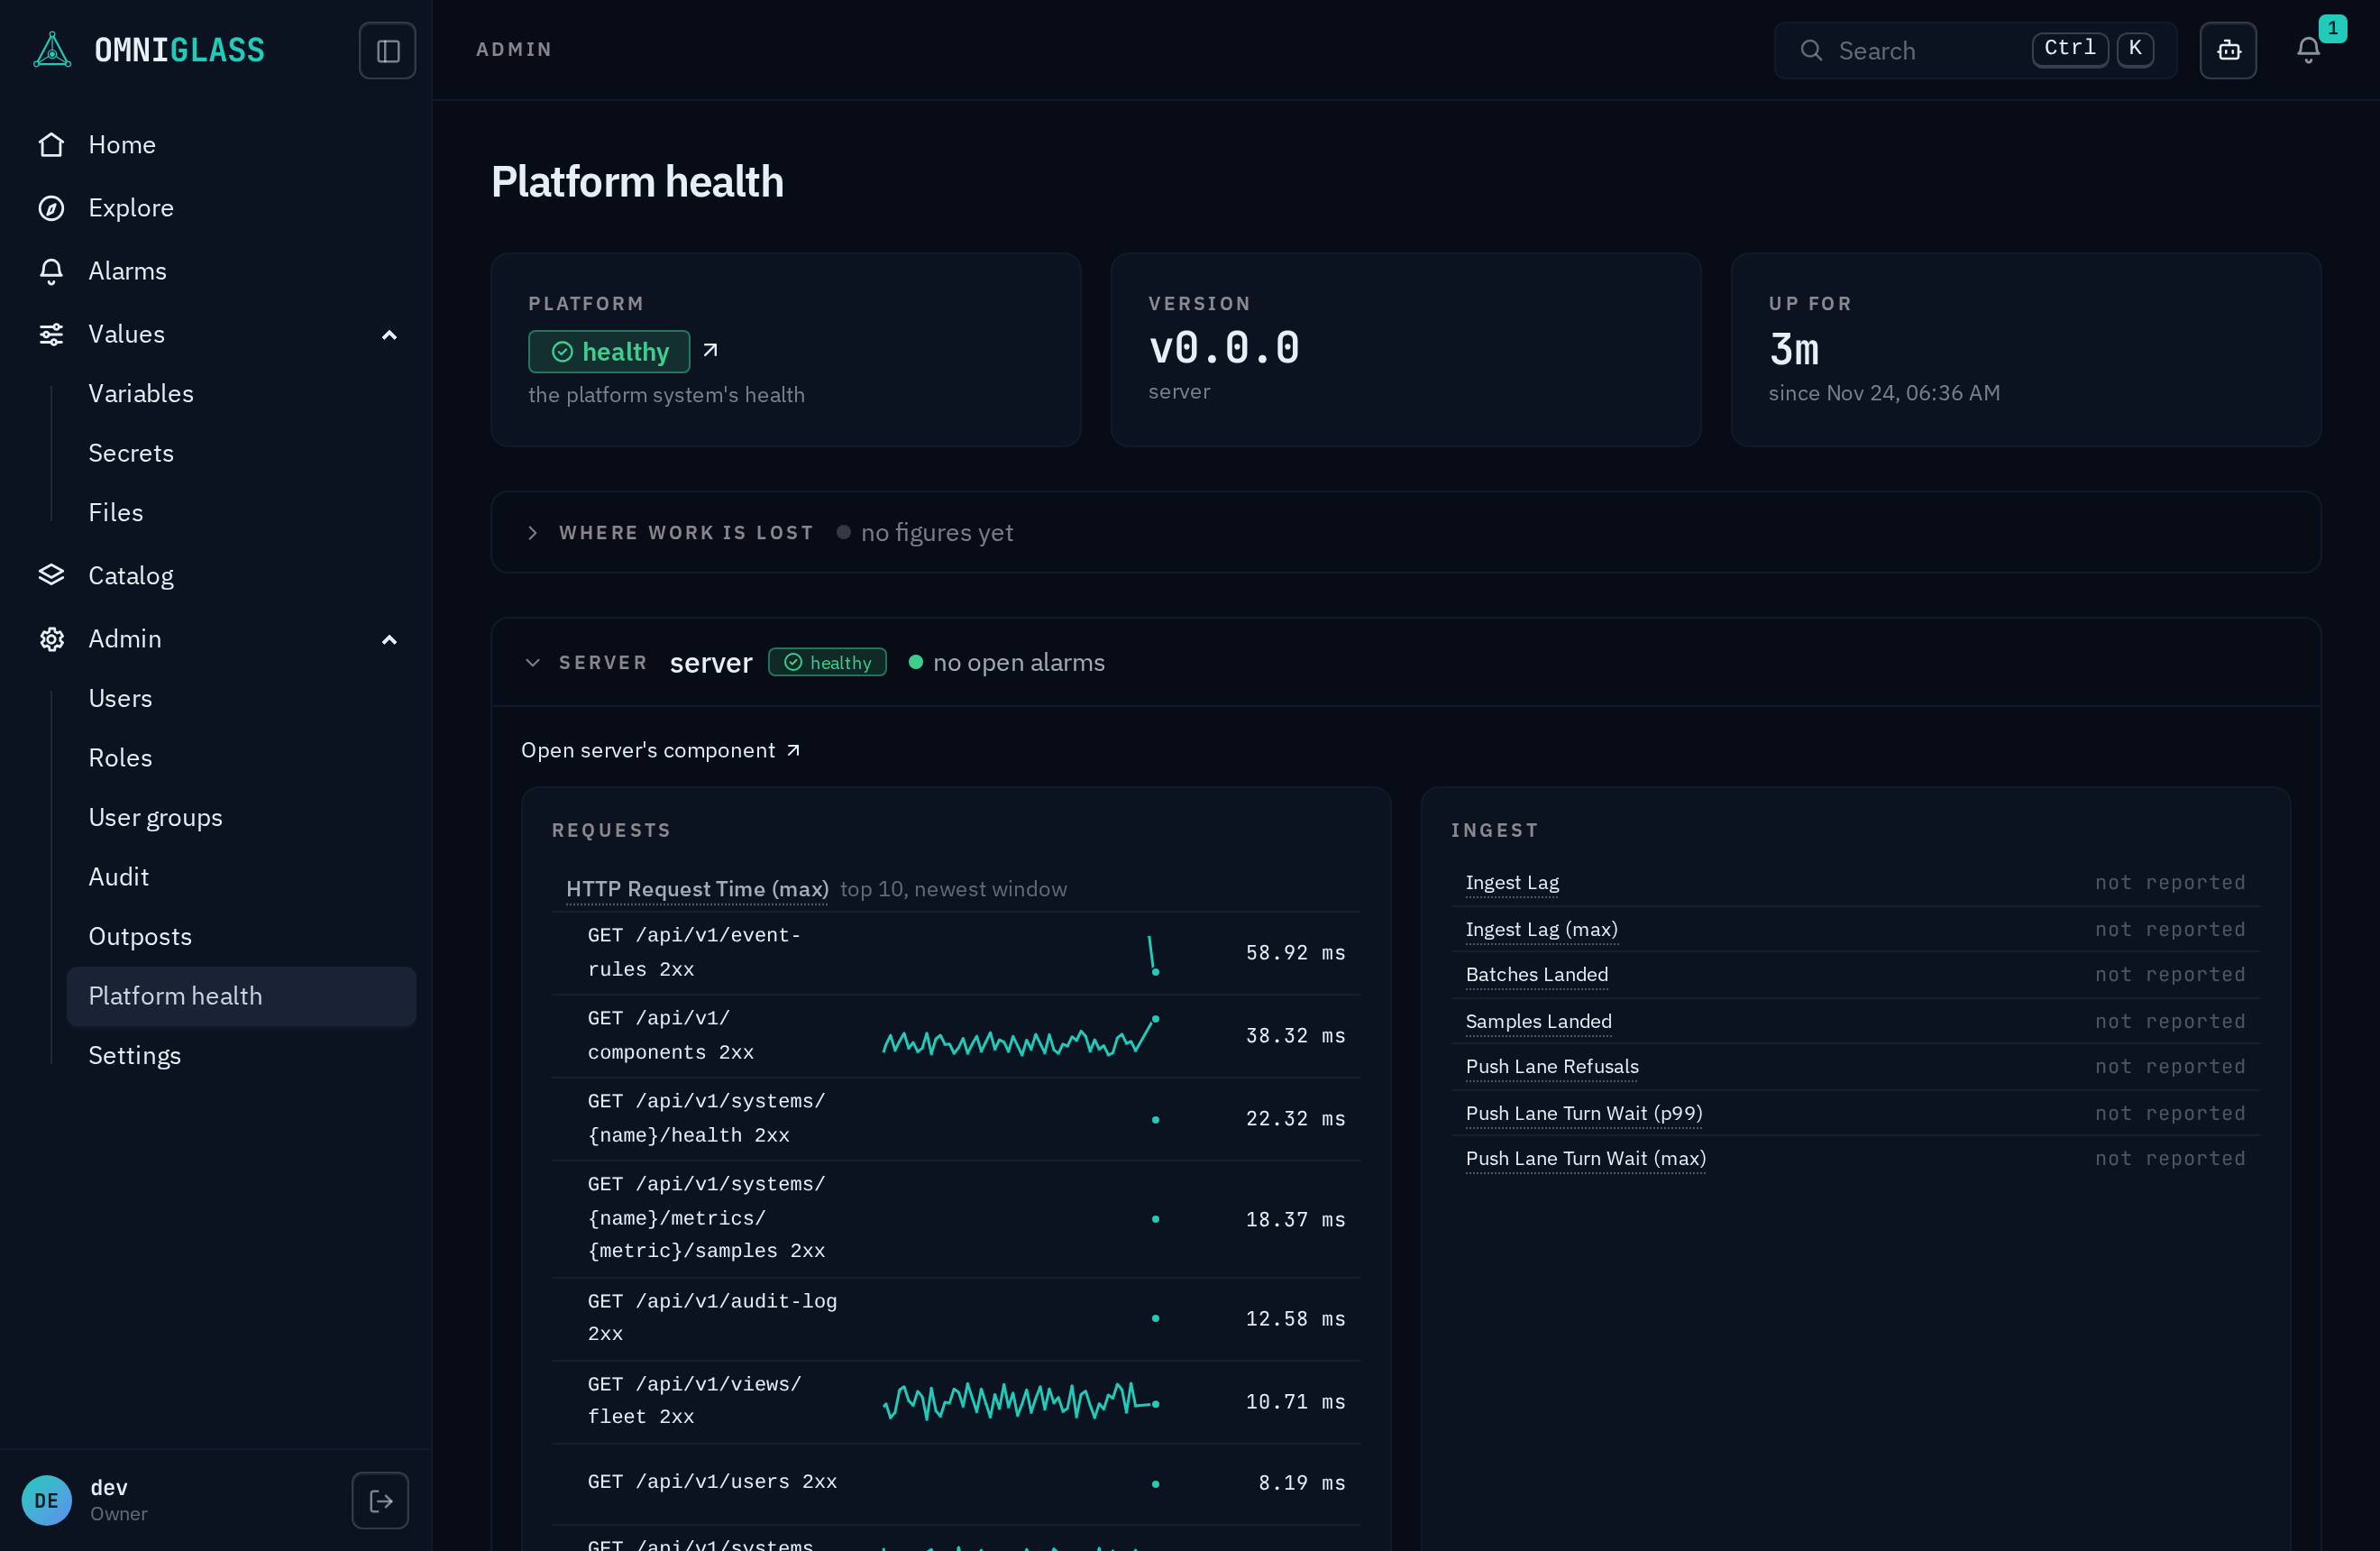 OMNIGLASS
Home
Explore
Alarms
Values
Variables
Secrets
Files
Catalog
Admin
Users
Roles
User groups
Audit
Outposts
Platform health
Settings
DE
dev
Owner
ADMIN
Search
Ctrl K
1
Platform health
PLATFORM
healthy
the platform system's health
VERSION
v0.0.0
server
UP FOR
3m
since Nov 24, 06:36 AM
WHERE WORK IS LOST no figures yet
SERVER server healthy no open alarms
Open server's component
REQUESTS
HTTP Request Time (max) top 10, newest window
GET /api/v1/event-
rules 2xx
58.92 ms
GET /api/v1/
components 2xx
38.32 ms
GET /api/v1/systems/
{name}/health 2xx
22.32 ms
GET /api/v1/systems/
{name}/metrics/
{metric}/samples 2xx
18.37 ms
GET /api/v1/audit-log
2xx
12.58 ms
GET /api/v1/views/
fleet 2xx
10.71 ms
GET /api/v1/users 2xx
8.19 ms
GET /api/v1/systems
INGEST
Ingest Lag not reported
Ingest Lag (max) not reported
Batches Landed not reported
Samples Landed not reported
Push Lane Refusals not reported
Push Lane Turn Wait (p99) not reported
Push Lane Turn Wait (max) not reported